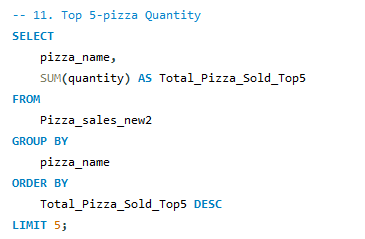 -- 11. Top 5-pizza Quantity
SELECT
    pizza_name,
    SUM(quantity) AS Total_Pizza_Sold_Top5
FROM
    Pizza_sales_new2
GROUP BY
    pizza_name
ORDER BY
    Total_Pizza_Sold_Top5 DESC
LIMIT 5;